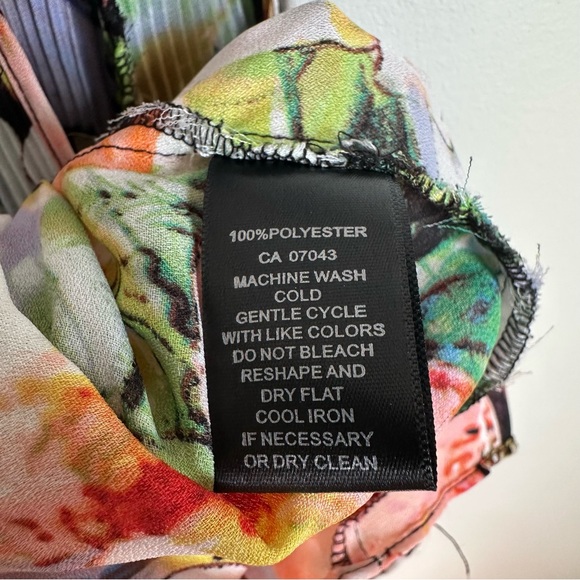 100%POLYESTER
CA 07043
MACHINE WASH
COLD
GENTLE CYCLE
WITH LIKE COLORS
DO NOT BLEACH
RESHAPE AND
DRY FLAT
COOL IRON
IF NECESSARY
OR DRY CLEAN